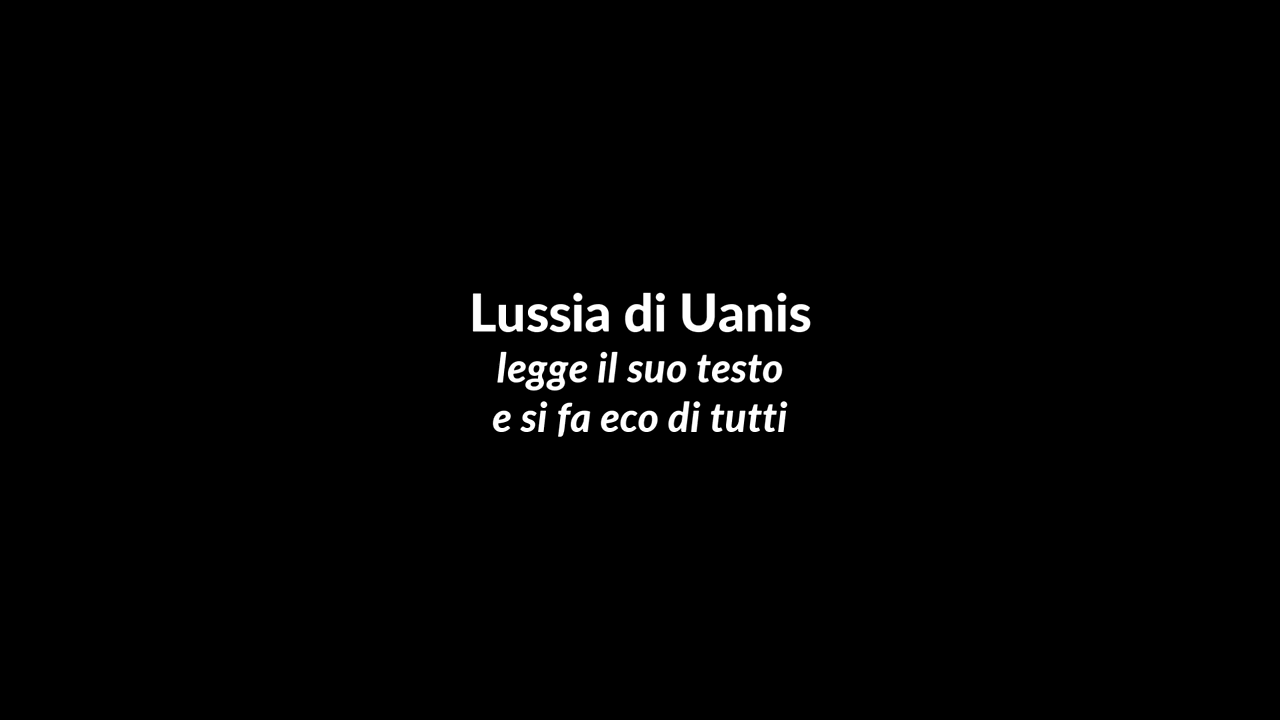 Lussia di Uanis
legge il suo testo
e si fa eco di tutti